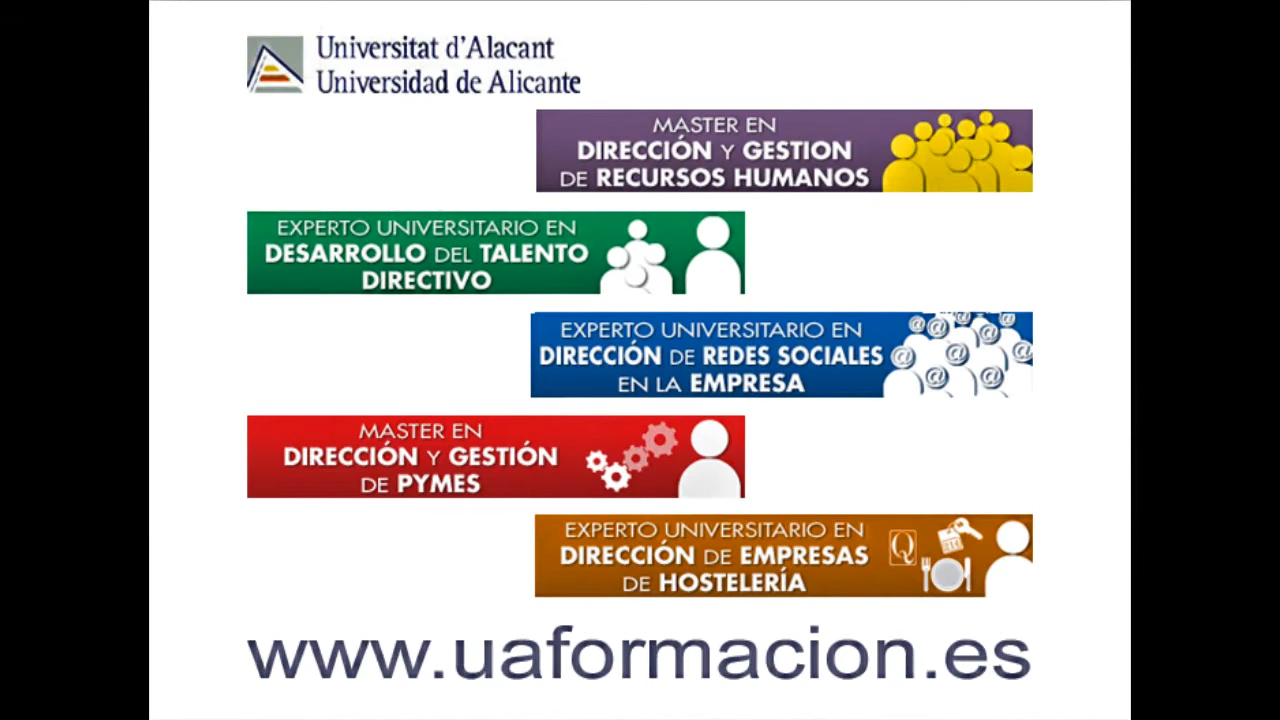 Universitat d'Alacant
Universidad de Alicante
MASTER EN
DIRECCIÓN Y GESTION
DE RECURSOS HUMANOS
EXPERTO UNIVERSITARIO EN
DESARROLLO DEL TALENTO
DIRECTIVO
EXPERTO UNIVERSITARIO EN
DIRECCIÓN DE REDES SOCIALES
EN LA EMPRESA
@ @ @ @ @ @ @ @ @ @
MASTER EN
DIRECCIÓN Y GESTIÓN
DE PYMES
EXPERTO UNIVERSITARIO EN
DIRECCIÓN DE EMPRESAS
DE HOSTELERÍA
Q
www.uaformacion.es